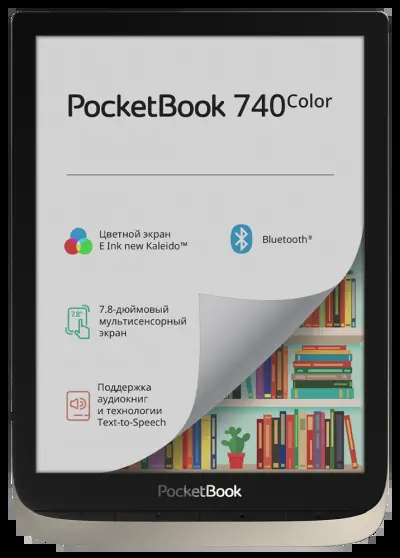 PocketBook 740 Color
Цветной экран
E Ink new Kaleido™
Bluetooth®
7.8"
7.8-дюймовый
мультисенсорный
экран
Поддержка
аудиокниг
и технологии
Text-to-Speech
PocketBook